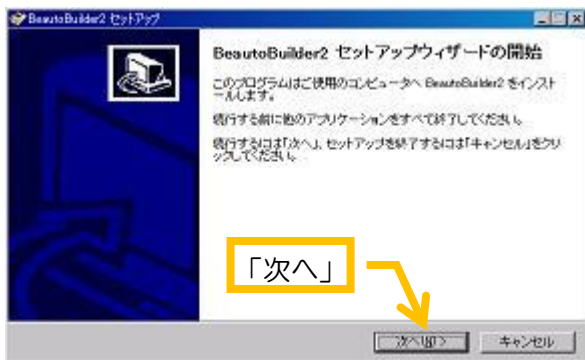 BeautoBuilder2 セットアップ
BeautoBuilder2 セットアップウィザードの開始
このプログラムはご使用のコンピュータへ BeautoBuilder2 をインスト
ールします。
続行する前に他のアプリケーションをすべて終了してください。
続行するには「次へ」、セットアップを終了するには「キャンセル」をクリ
ックしてください。
「次へ」
次へ(N) >
キャンセル